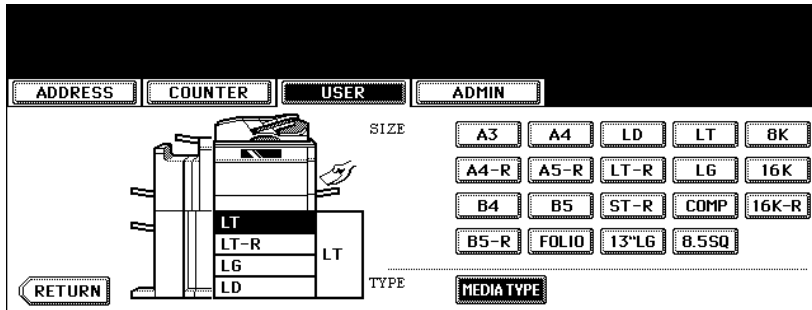 ADDRESS COUNTER USER ADMIN
SIZE
A3 A4 LD LT 8K
A4-R A5-R LT-R LG 16K
B4 B5 ST-R COMP 16K-R
B5-R FOLIO 13"LG 8.5SQ
LT
LT-R
LG
LD
LT
TYPE
MEDIA TYPE
RETURN